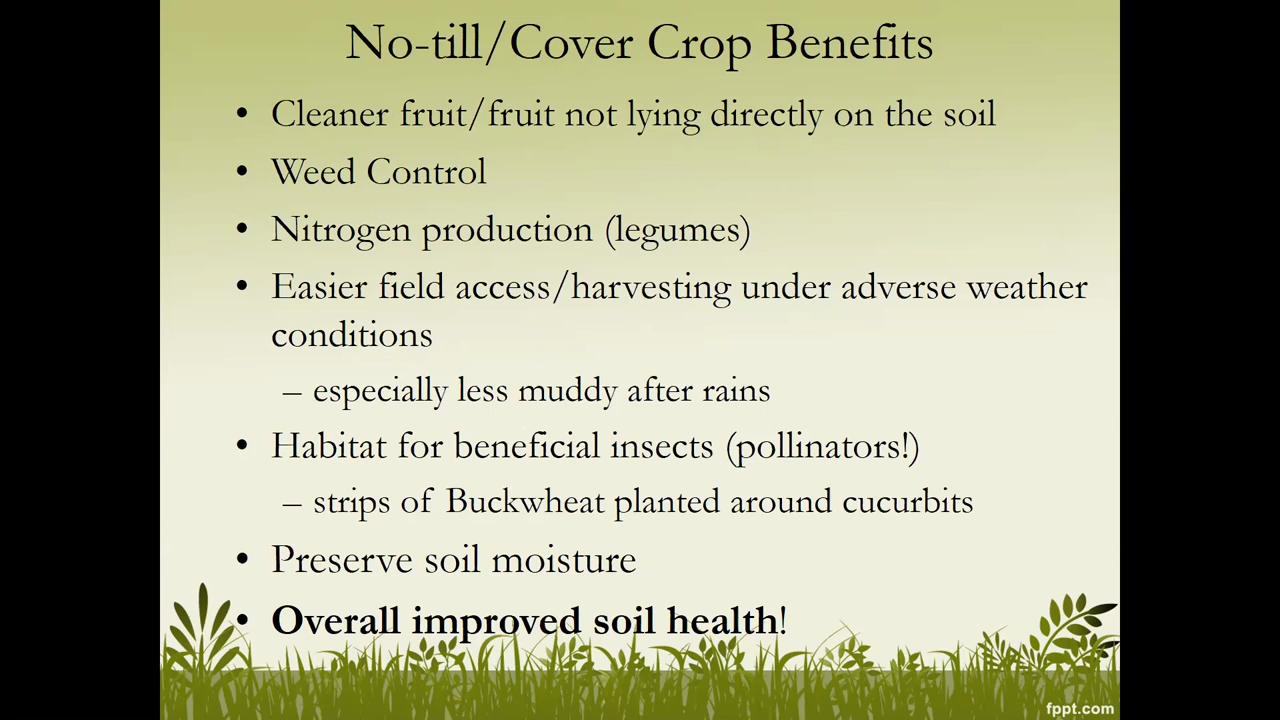 No-till/Cover Crop Benefits
• Cleaner fruit/fruit not lying directly on the soil
• Weed Control
• Nitrogen production (legumes)
• Easier field access/harvesting under adverse weather
conditions
– especially less muddy after rains
• Habitat for beneficial insects (pollinators!)
– strips of Buckwheat planted around cucurbits
• Preserve soil moisture
• Overall improved soil health!
fppt.com